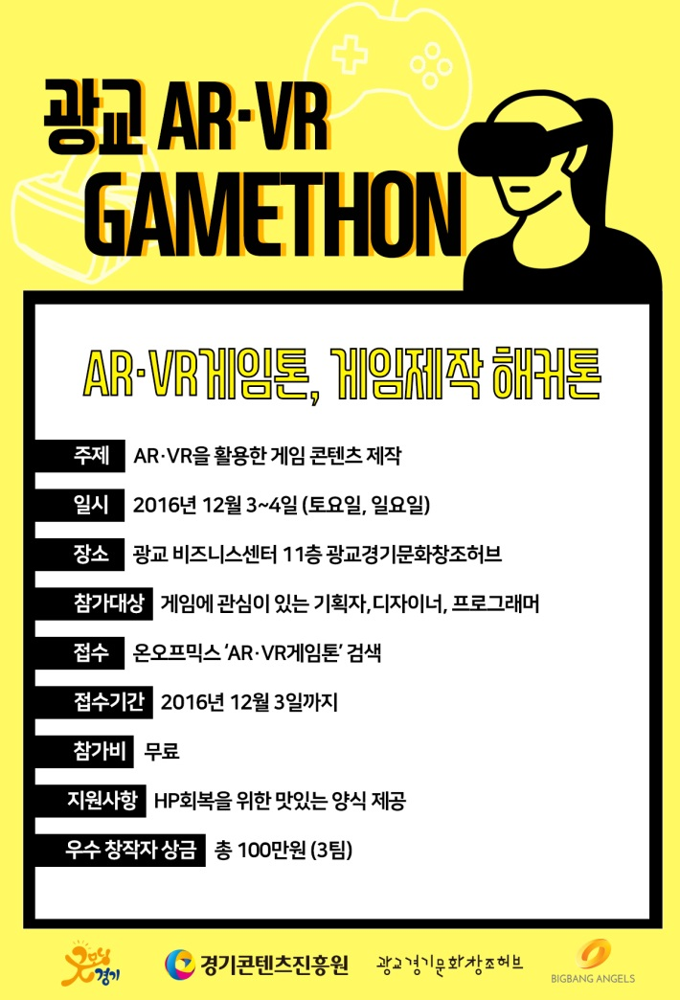 광교 AR·VR
GAMETHON
AR·VR게임톤, 게임제작 해커톤
주제 AR·VR을 활용한 게임 콘텐츠 제작
일시 2016년 12월 3~4일 (토요일, 일요일)
장소 광교 비즈니스센터 11층 광교경기문화창조허브
참가대상 게임에 관심이 있는 기획자,디자이너, 프로그래머
접수 온오프믹스 ‘AR·VR게임톤’ 검색
접수기간 2016년 12월 3일까지
참가비 무료
지원사항 HP회복을 위한 맛있는 양식 제공
우수 창작자 상금 총 100만원 (3팀)
굿모닝 경기 경기콘텐츠진흥원 광교경기문화창조허브 BIGBANG ANGELS